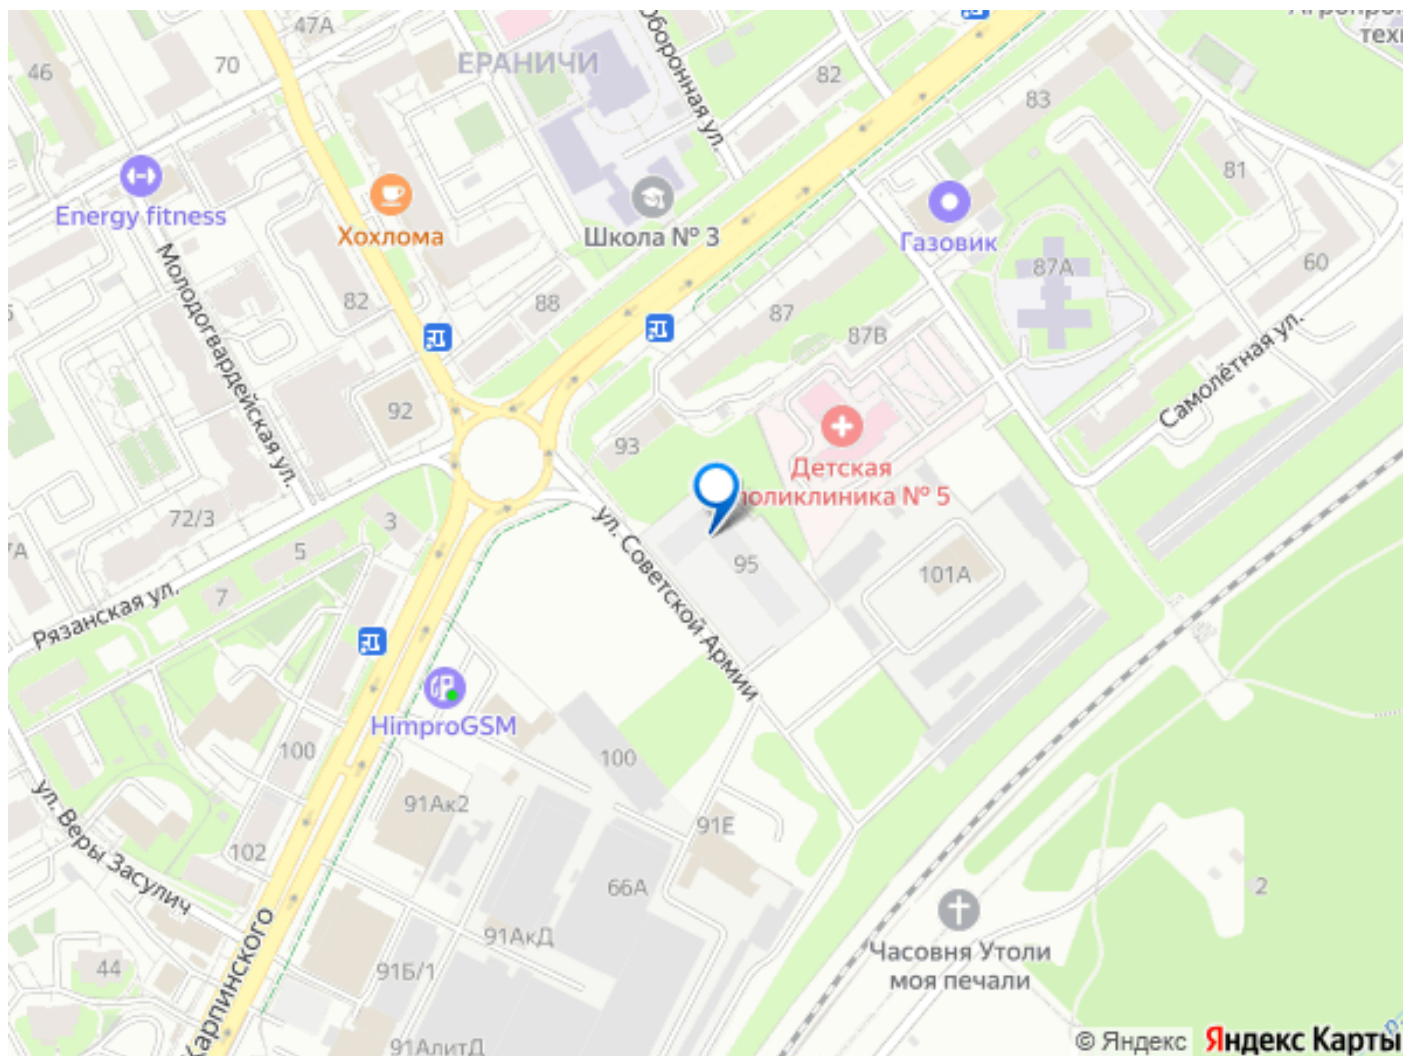 47А
Оборонная ул.
46
70
ЕРАНИЧИ
82
83
81
Energy fitness
Хохлома
Школа № 3
Газовик
87А
60
Молодогвардейская ул.
82
88
87
87В
Самолётная ул.
92
93
Детская
поликлиника № 5
72/3
3
5
7
ул. Советской Армии
95
101А
Рязанская ул.
HimproGSM
100
100
91Ак2
91Е
102
ул. Веры Засулич
66А
2
91АкД
44
91Б/1
Часовня Утоли
моя печали
Карпинского
91АлитД
© Яндекс Яндекс Карты